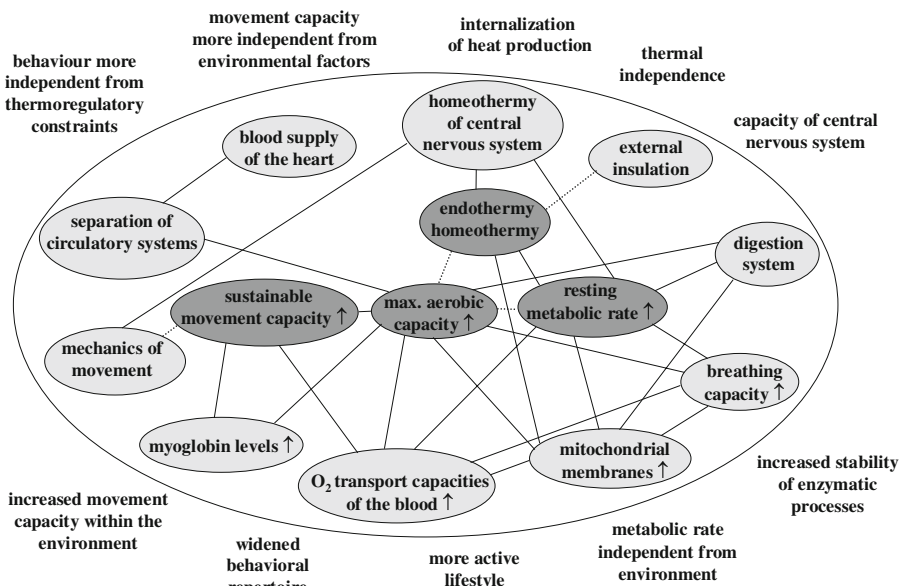 movement capacity
more independent from
environmental factors
internalization
of heat production
thermal
independence
behaviour more
independent from
thermoregulatory
constraints
capacity of central
nervous system
homeothermy
of central
nervous system
blood supply
of the heart
external
insulation
endothermy
homeothermy
separation of
circulatory systems
digestion
system
sustainable
movement capacity ↑
max. aerobic
capacity ↑
resting
metabolic rate ↑
mechanics of
movement
breathing
capacity ↑
myoglobin levels ↑
mitochondrial
membranes ↑
O₂ transport capacities
of the blood ↑
increased stability
of enzymatic
processes
increased movement
capacity within the
environment
widened
behavioral
repertoire
more active
lifestyle
metabolic rate
independent from
environment